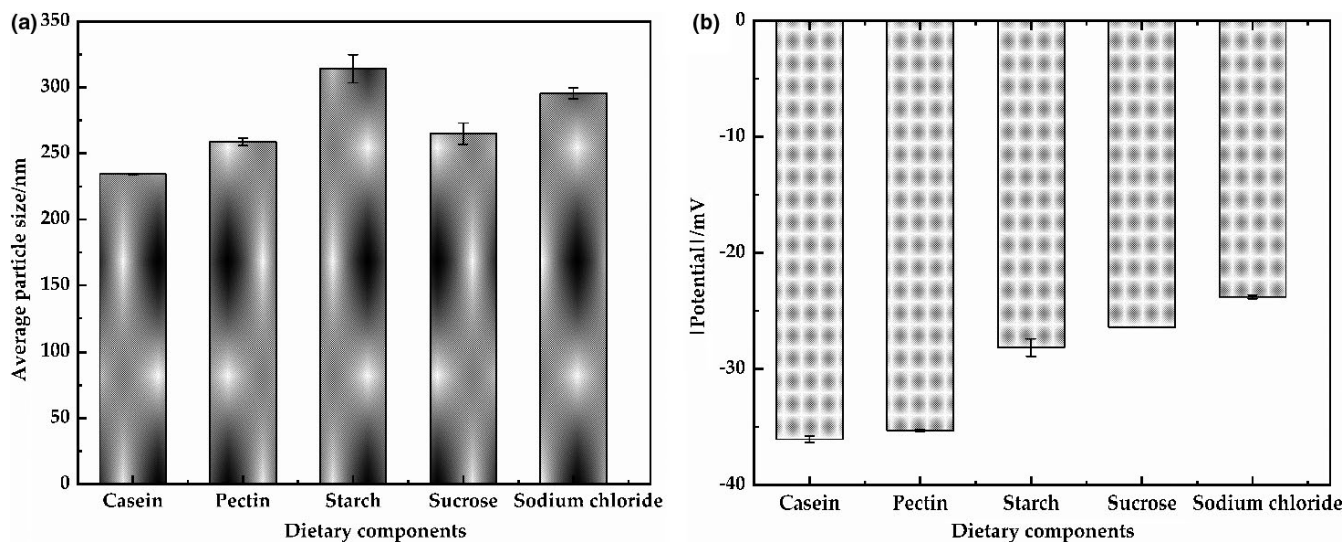 (a)
350
300
250
200
150
100
50
0
Average particle size/nm
Casein Pectin Starch Sucrose Sodium chloride
Dietary components
(b)
0
-10
-20
-30
-40
|Potential|/mV
Casein Pectin Starch Sucrose Sodium chloride
Dietary components